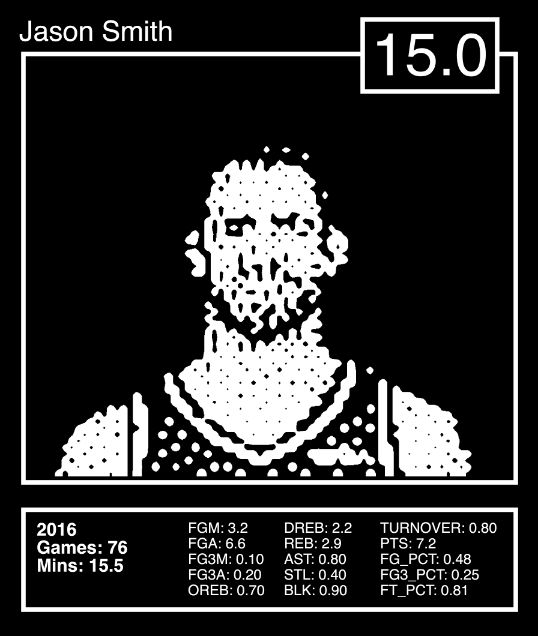 Jason Smith
15.0
2016
Games: 76
Mins: 15.5
FGM: 3.2
FGA: 6.6
FG3M: 0.10
FG3A: 0.20
OREB: 0.70
DREB: 2.2
REB: 2.9
AST: 0.80
STL: 0.40
BLK: 0.90
TURNOVER: 0.80
PTS: 7.2
FG_PCT: 0.48
FG3_PCT: 0.25
FT_PCT: 0.81